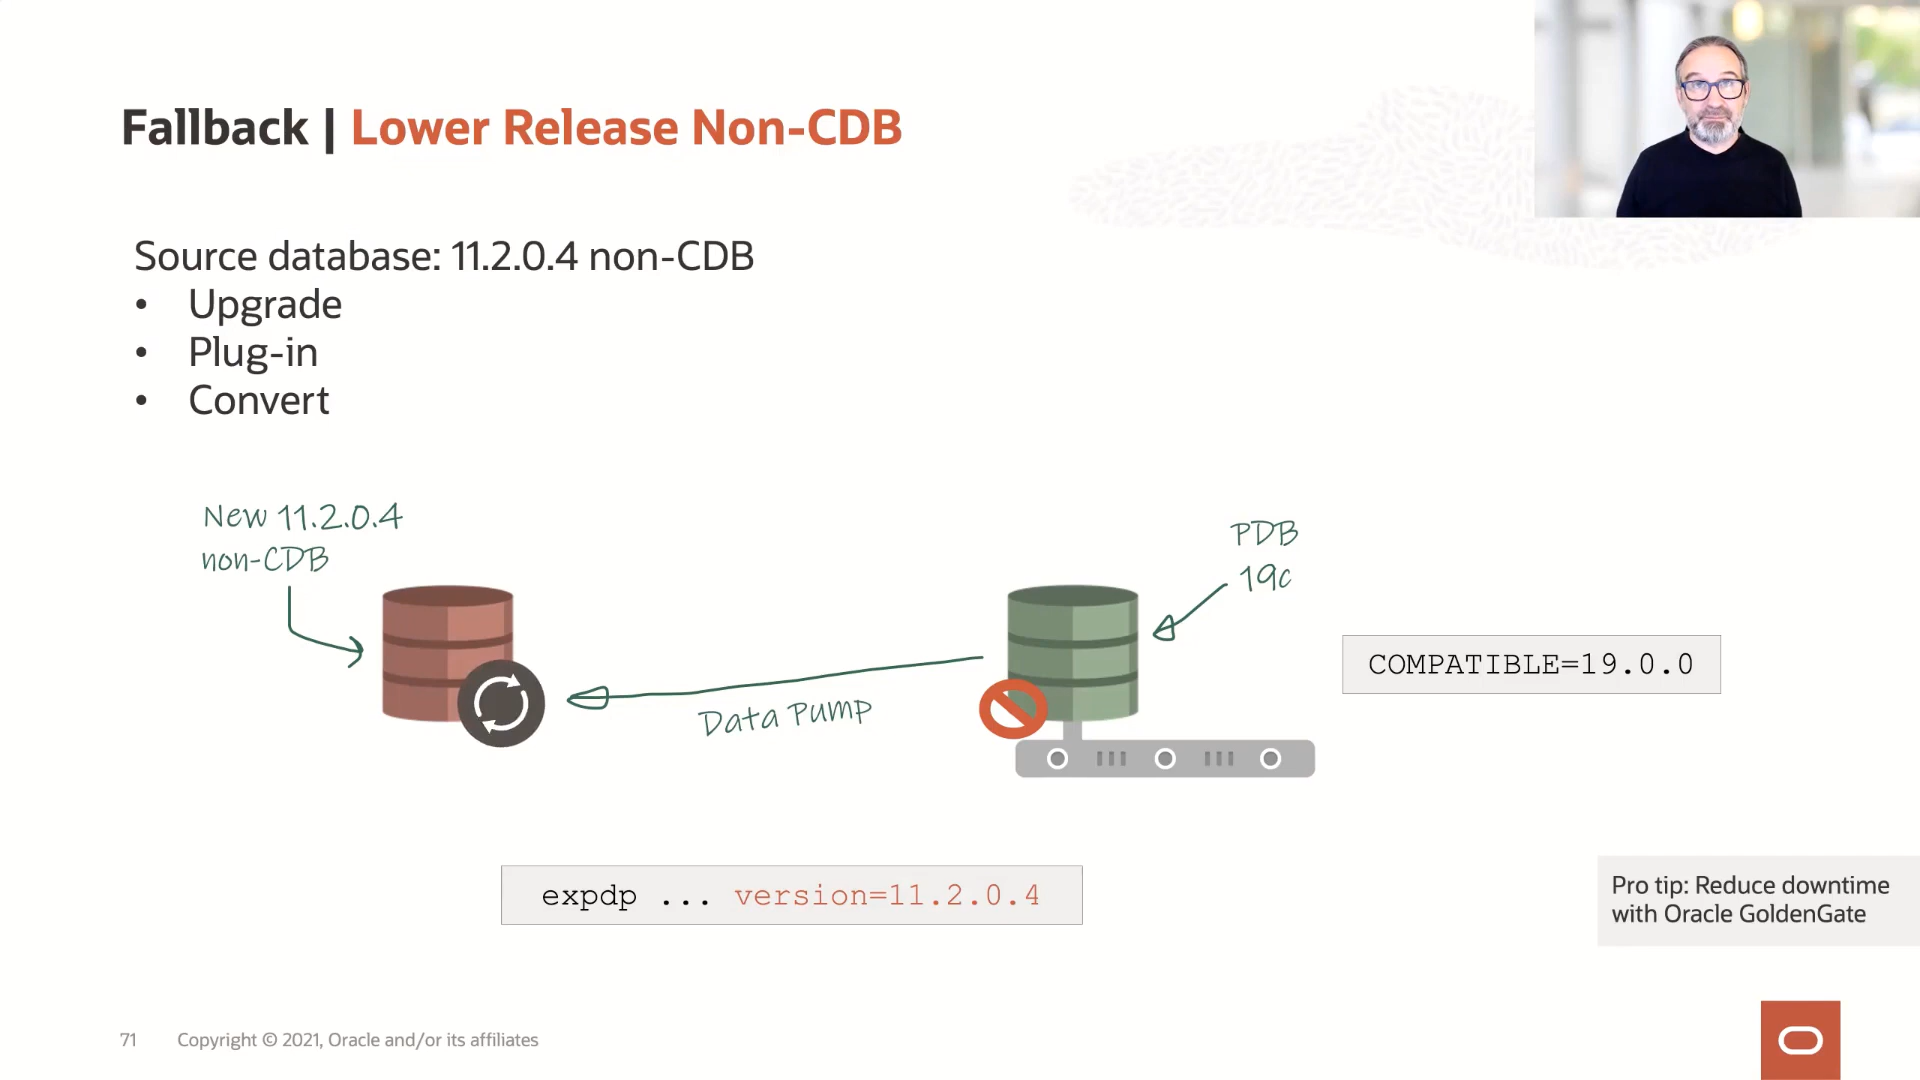 Fallback | Lower Release Non-CDB
Source database: 11.2.0.4 non-CDB
• Upgrade
• Plug-in
• Convert
New 11.2.0.4
non-CDB
PDB
19c
COMPATIBLE=19.0.0
Data Pump
expdp ... version=11.2.0.4
Pro tip: Reduce downtime
with Oracle GoldenGate
71 Copyright © 2021, Oracle and/or its affiliates